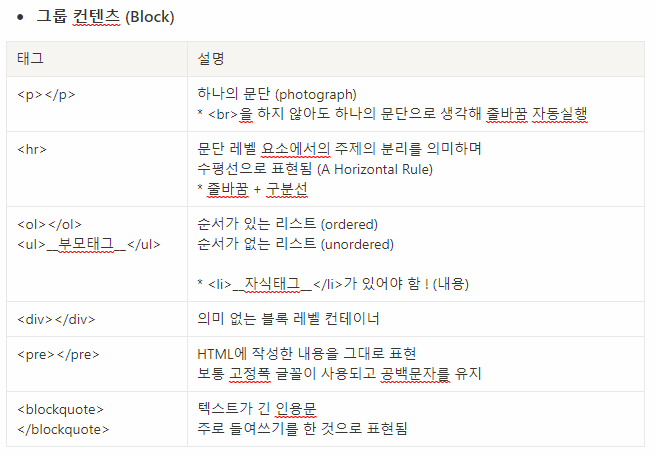 • 그룹 컨텐츠 (Block)
태그 설명
<p></p> 하나의 문단 (photograph)
* <br>을 하지 않아도 하나의 문단으로 생각해 줄바꿈 자동실행
<hr> 문단 레벨 요소에서의 주제의 분리를 의미하며
수평선으로 표현됨 (A Horizontal Rule)
* 줄바꿈 + 구분선
<ol></ol> 순서가 있는 리스트 (ordered)
<ul>__부모태그__</ul> 순서가 없는 리스트 (unordered)
* <li>__자식태그__</li>가 있어야 함 ! (내용)
<div></div> 의미 없는 블록 레벨 컨테이너
<pre></pre> HTML에 작성한 내용을 그대로 표현
보통 고정폭 글꼴이 사용되고 공백문자를 유지
<blockquote> 텍스트가 긴 인용문
</blockquote> 주로 들여쓰기를 한 것으로 표현됨